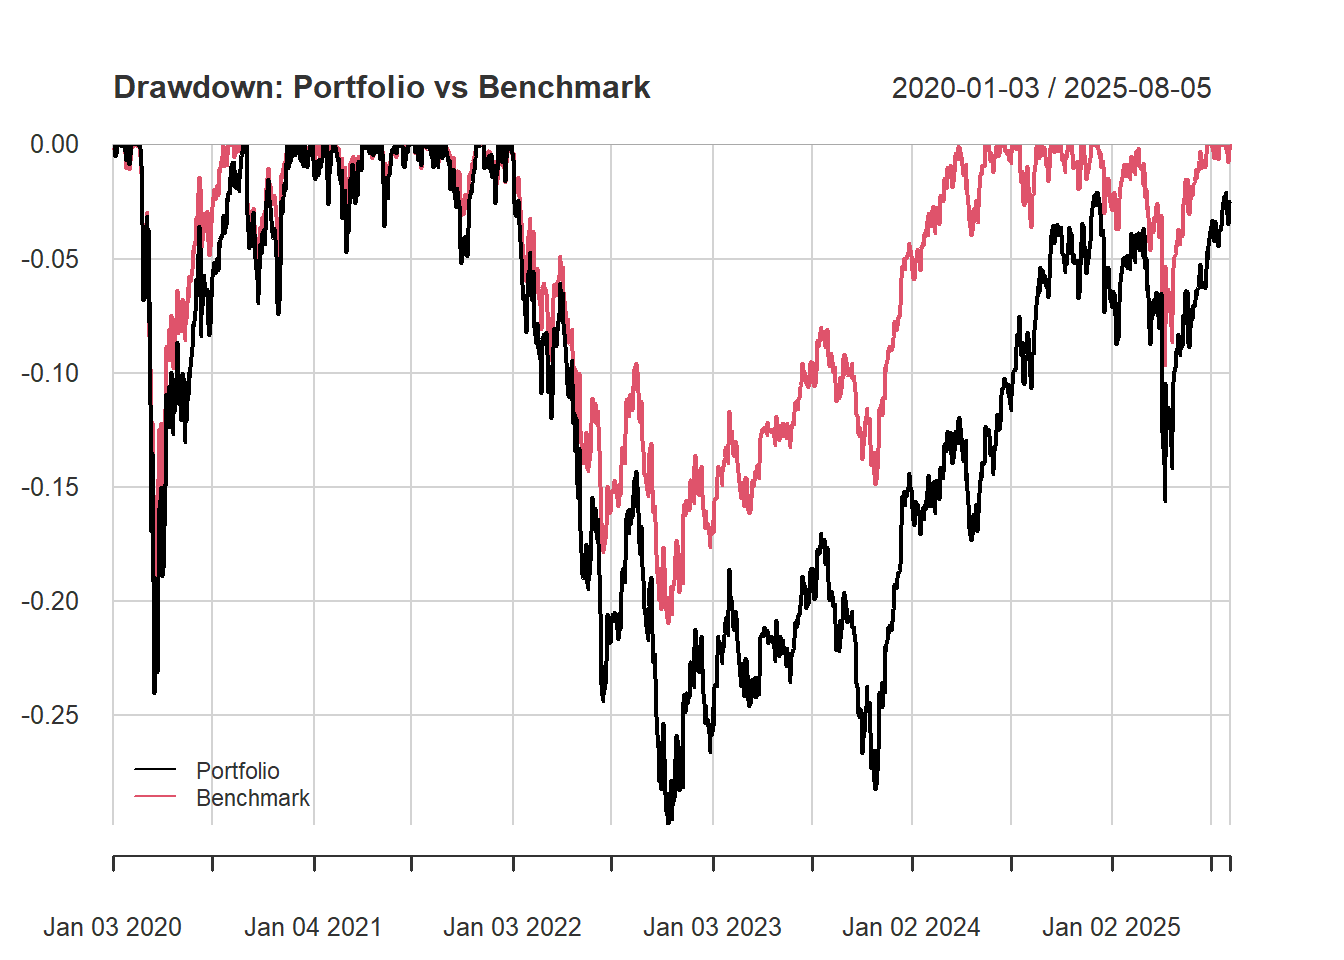 Drawdown: Portfolio vs Benchmark
2020-01-03 / 2025-08-05
0.00
-0.05
-0.10
-0.15
-0.20
-0.25
Portfolio
Benchmark
Jan 03 2020
Jan 04 2021
Jan 03 2022
Jan 03 2023
Jan 02 2024
Jan 02 2025